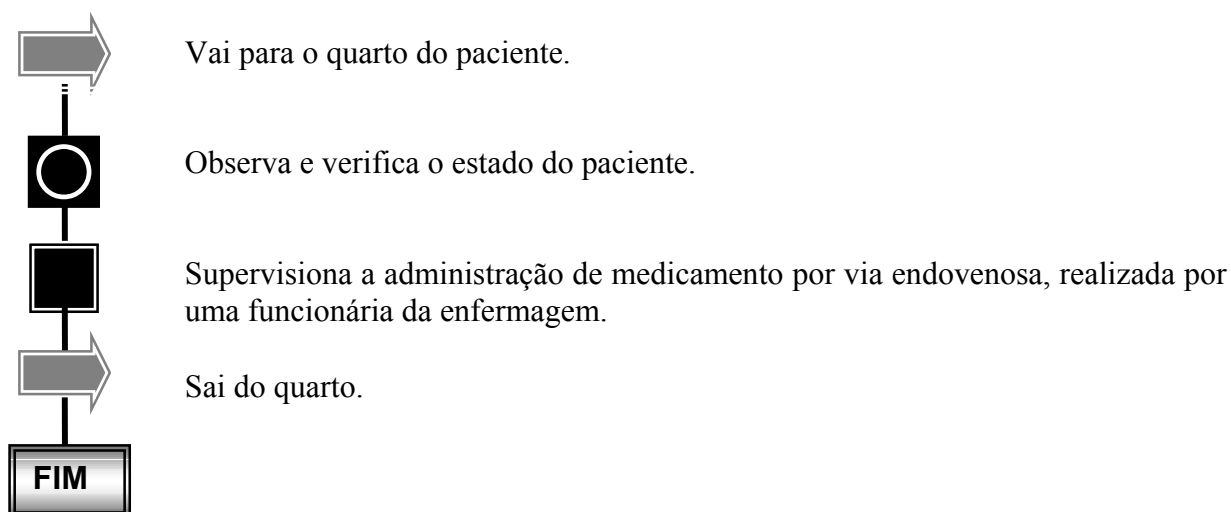 Vai para o quarto do paciente.
Observa e verifica o estado do paciente.
Supervisiona a administração de medicamento por via endovenosa, realizada por
uma funcionária da enfermagem.
Sai do quarto.
FIM